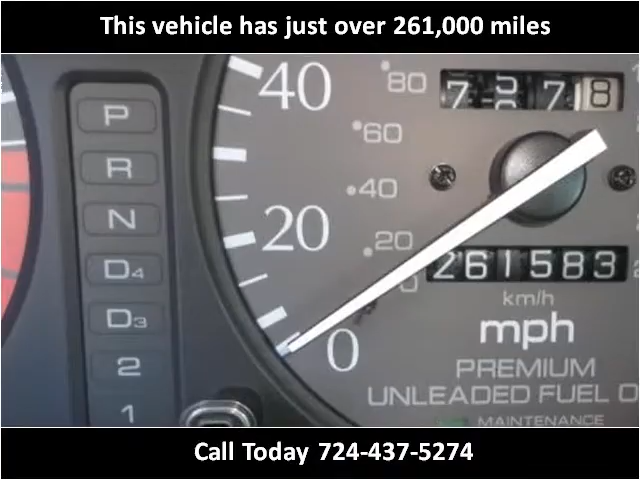 This vehicle has just over 261,000 miles
P
R
N
D4
D3
2
1
40
20
0
80
60
40
20
0
261583
km/h
mph
PREMIUM
UNLEADED FUEL
MAINTENANCE
Call Today 724-437-5274